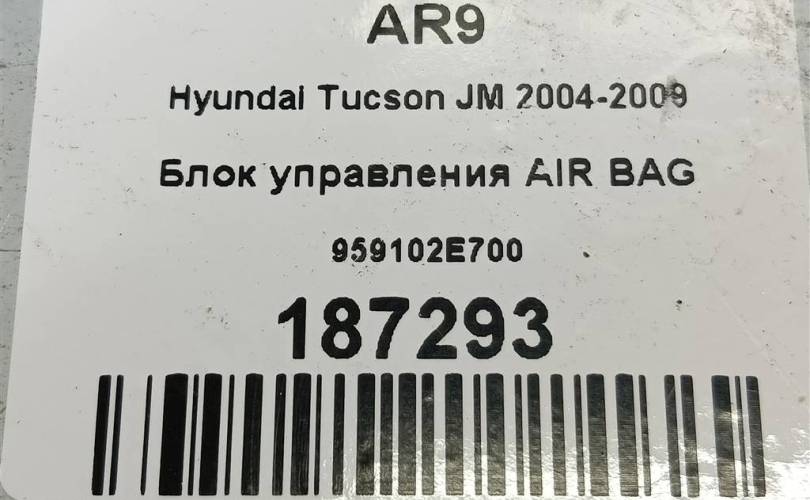 AR9
Hyundai Tucson JM 2004-2009
Блок управления AIR BAG
959102E700
187293